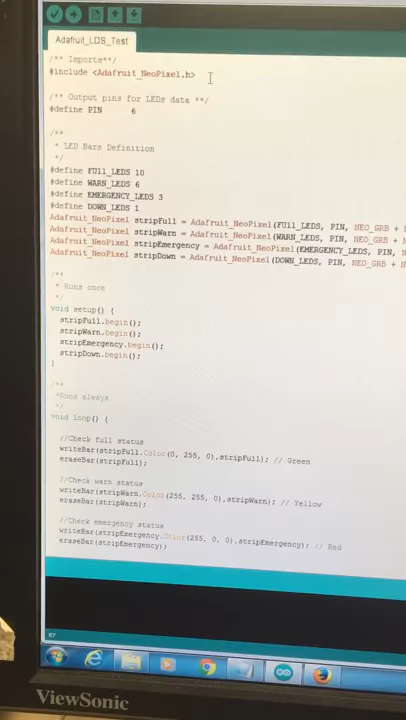 Adafruit_LDS_Test
/** Imports**/
#include <Adafruit_NeoPixel.h>
/** Output pins for LEDs data **/
#define PIN 6
/**
* LED Bars Definition
*/
#define FUll_LEDS 10
#define WARN_LEDS 6
#define EMERGENCY_LEDS 3
#define DOWN_LEDS 1
Adafruit_NeoPixel stripFull = Adafruit_NeoPixel(FUll_LEDS, PIN, NEO_GRB +
Adafruit_NeoPixel stripWarn = Adafruit_NeoPixel(WARN_LEDS, PIN, NEO_GRB +
Adafruit_NeoPixel stripEmergency = Adafruit_NeoPixel(EMERGENCY_LEDS, PIN,
Adafruit_NeoPixel stripDown = Adafruit_NeoPixel(DOWN_LEDS, PIN, NEO_GRB +
/**
* Runs once
*/
void setup() {
stripFull.begin();
stripWarn.begin();
stripEmergency.begin();
stripDown.begin();
}
/**
*Runs always
*/
void loop() {
//Check full status
writeBar(stripFull.Color(0, 255, 0),stripFull); // Green
eraseBar(stripFull);
//Check warn status
writeBar(stripWarn.Color(255, 255, 0),stripWarn); // Yellow
eraseBar(stripWarn);
//Check emergency status
writeBar(stripEmergency.Color(255, 0, 0),stripEmergency); // Red
eraseBar(stripEmergency);
67
ViewSonic